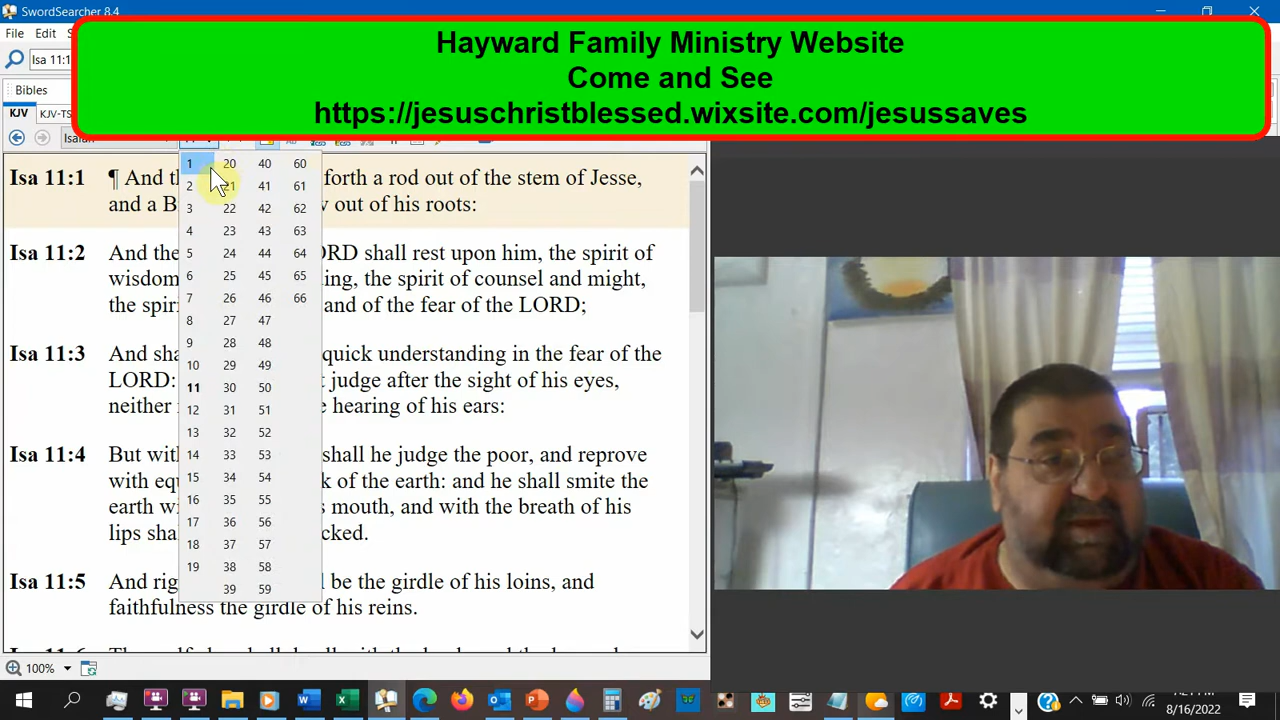 SwordSearcher 8.4
File Edit
Hayward Family Ministry Website
Come and See
https://jesuschristblessed.wixsite.com/jesussaves
Isa 11:1
Bibles
KJV KJV-TS
Isa 11:1 ¶ And th forth a rod out of the stem of Jesse,
and a B out of his roots:
Isa 11:2 And the ORD shall rest upon him, the spirit of
wisdom ing, the spirit of counsel and might,
the spiri and of the fear of the LORD;
Isa 11:3 And sha quick understanding in the fear of the
LORD: judge after the sight of his eyes,
neither hearing of his ears:
Isa 11:4 But wit shall he judge the poor, and reprove
with equ k of the earth: and he shall smite the
earth wi s mouth, and with the breath of his
lips sha cked.
Isa 11:5 And rig be the girdle of his loins, and
faithfulness the girdle of his reins.
1 20 40 60
2 21 41 61
3 22 42 62
4 23 43 63
5 24 44 64
6 25 45 65
7 26 46 66
8 27 47
9 28 48
10 29 49
11 30 50
12 31 51
13 32 52
14 33 53
15 34 54
16 35 55
17 36 56
18 37 57
19 38 58
39 59
100%
8/16/2022